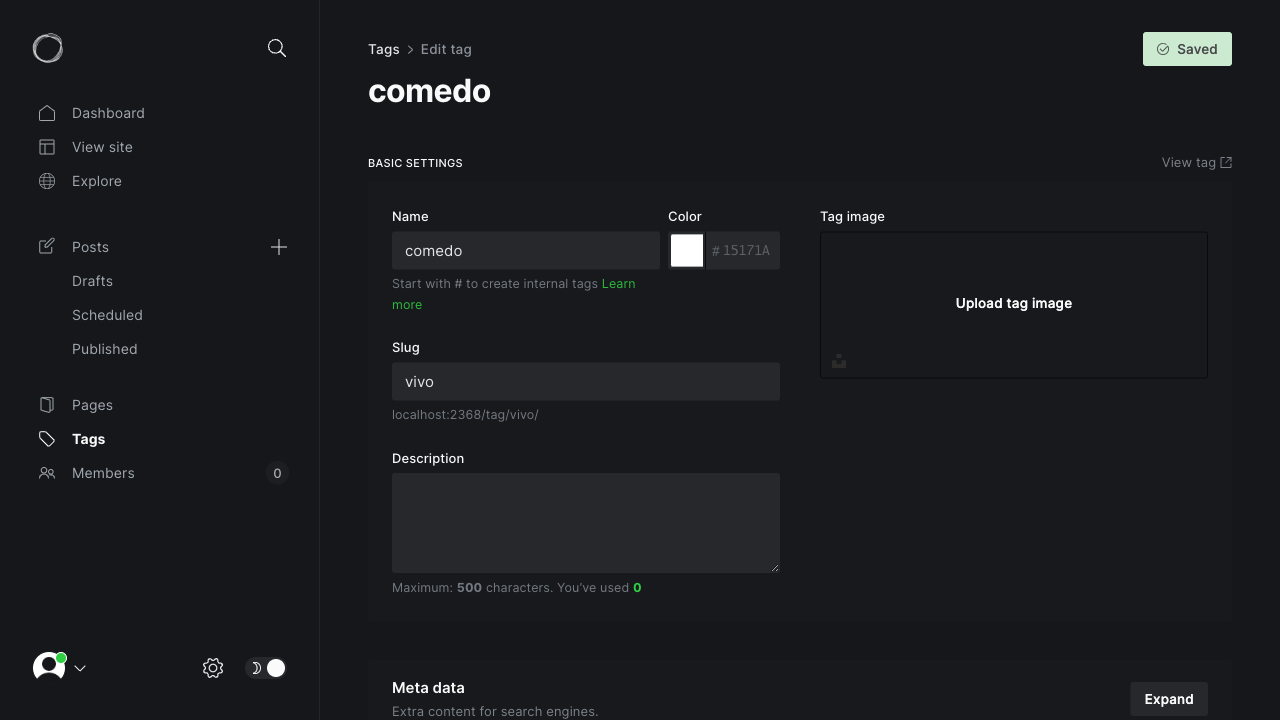 Dashboard
View site
Explore
Posts
Drafts
Scheduled
Published
Pages
Tags
Members
0
Tags
Edit tag
Saved
comedo
BASIC SETTINGS
View tag
Name
comedo
Start with # to create internal tags Learn
more
Color
# 15171A
Slug
vivo
localhost:2368/tag/vivo/
Description
Maximum: 500 characters. You've used 0
Tag image
Upload tag image
Meta data
Extra content for search engines.
Expand